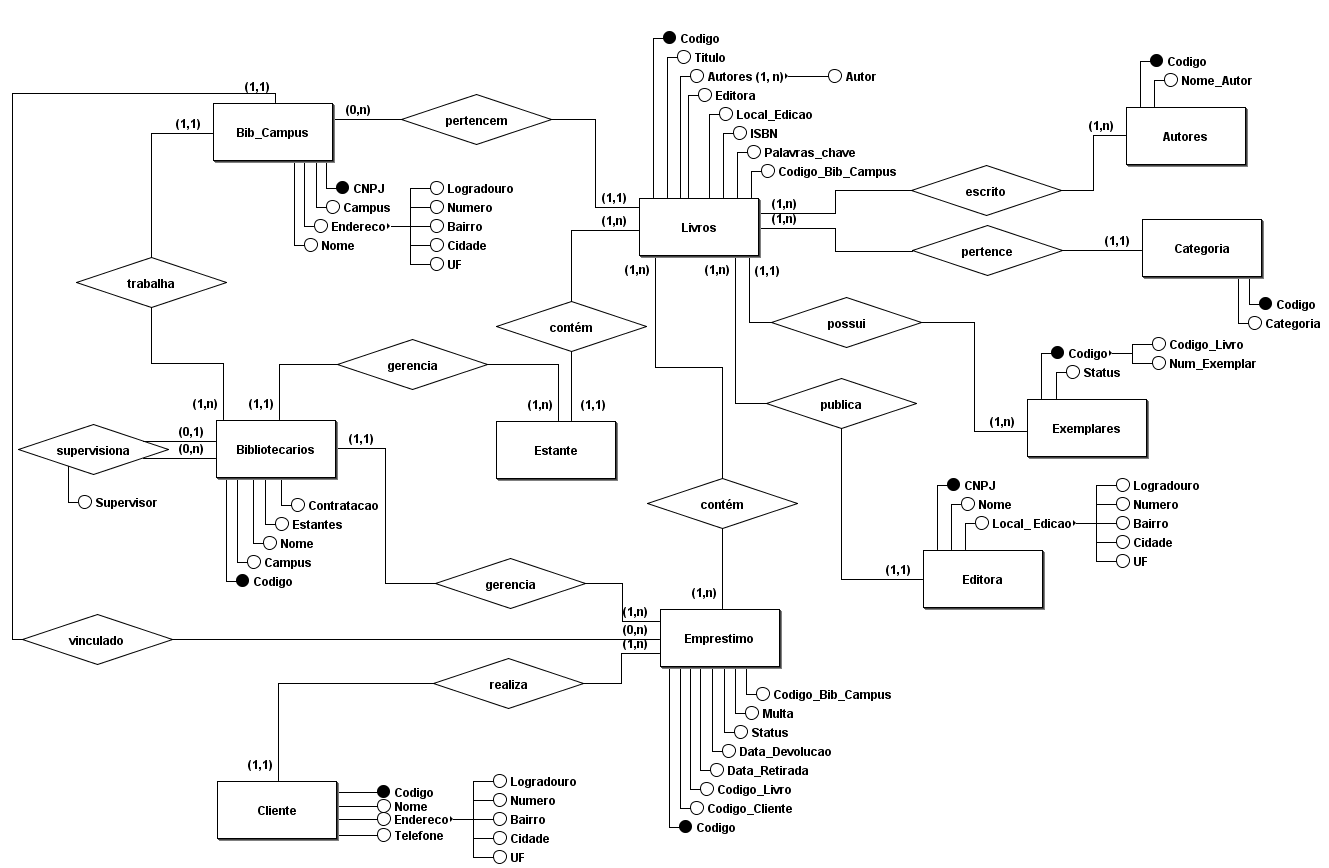 Codigo
Titulo
Autores (1, n)
Autor
Editora
Local_Edicao
ISBN
Palavras_chave
Codigo_Bib_Campus
Codigo
Nome_Autor
(1,n)
Autores
(1,1)
Bib_Campus
(1,1)
(0,n)
pertencem
(1,1)
CNPJ
Campus
Endereco
Nome
Logradouro
Numero
Bairro
Cidade
UF
Livros
(1,n)
(1,n)
(1,n)
(1,n)
(1,n)
(1,1)
escrito
pertence
(1,1)
Categoria
Codigo
Categoria
trabalha
contém
possui
Codigo
Status
Codigo_Livro
Num_Exemplar
(1,n)
Exemplares
gerencia
(1,n)
(1,1)
(1,n)
(1,1)
Estante
publica
supervisiona
(0,1)
(0,n)
Bibliotecarios
(1,1)
Supervisor
Contratacao
Estantes
Nome
Campus
Codigo
contém
CNPJ
Nome
Local_ Edicao
Logradouro
Numero
Bairro
Cidade
UF
(1,1)
Editora
gerencia
(1,n)
(1,n)
(0,n)
(1,n)
Emprestimo
vinculado
realiza
Codigo_Bib_Campus
Multa
Status
Data_Devolucao
Data_Retirada
Codigo_Livro
Codigo_Cliente
Codigo
(1,1)
Cliente
Codigo
Nome
Endereco
Telefone
Logradouro
Numero
Bairro
Cidade
UF